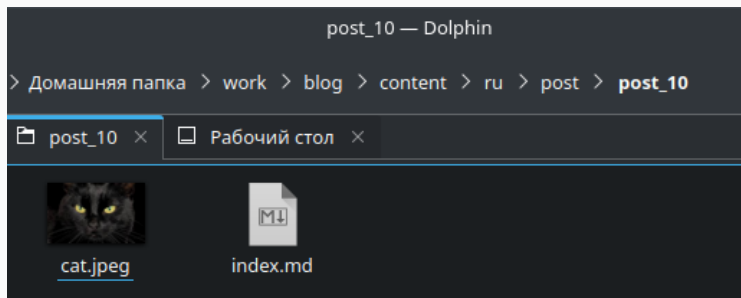 post_10 — Dolphin
> Домашняя папка > work > blog > content > ru > post > post_10
post_10 × Рабочий стол ×
M↓
cat.jpeg index.md